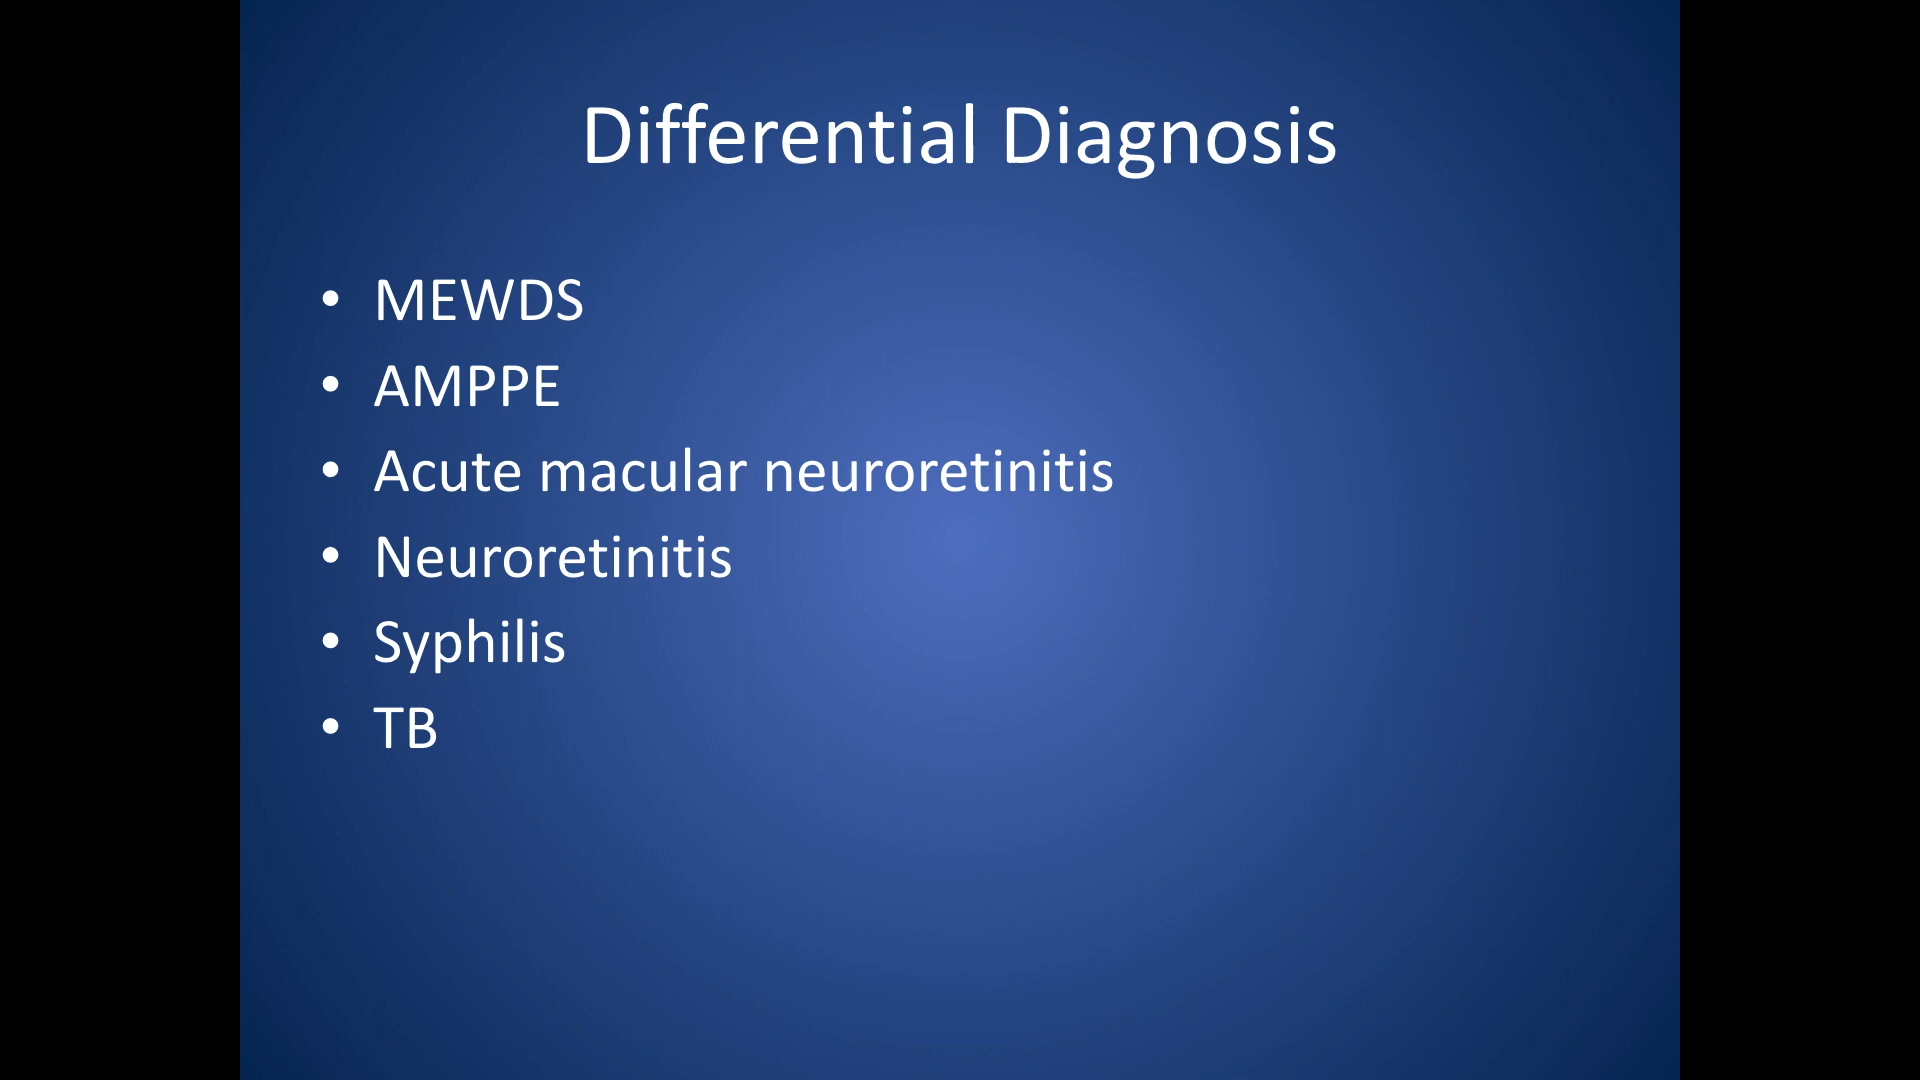 Differential Diagnosis
• MEWDS
• AMPPE
• Acute macular neuroretinitis
• Neuroretinitis
• Syphilis
• TB